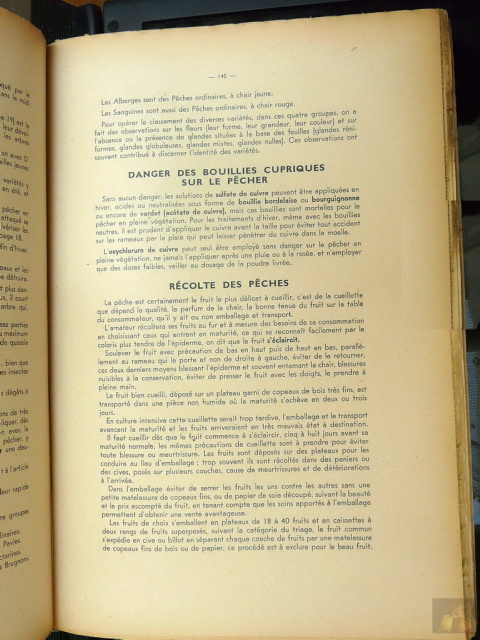 — 145 —
Les Alberges sont des Pêches ordinaires, à chair jaune.
Les Sanguines sont aussi des Pêches ordinaires, à chair rouge.
Pour opérer le classement des diverses variétés, dans ces quatre groupes, on a
fait des observations sur les fleurs (leur forme, leur grandeur, leur couleur) et sur
l'absence ou la présence de glandes situées à la base des feuilles (glandes réni-
formes, glandes globuleuses, glandes mixtes, glandes nulles). Ces observations ont
souvent contribué à discerner l'identité des variétés.
DANGER DES BOUILLIES CUPRIQUES
SUR LE PÊCHER
Sans aucun danger, les solutions de sulfate de cuivre peuvent être appliquées en
hiver, acides ou neutralisées sous forme de bouillie bordelaise ou bourguignonne
ou encore de verdet (acétate de cuivre), mais ces bouillies sont mortelles pour le
pêcher en pleine végétation. Pour les traitements d'hiver, même avec les bouillies
neutres, il est prudent d'appliquer le cuivre avant la taille pour éviter tout accident
sur les rameaux par la plaie qui peut laisser pénétrer du cuivre dans la moelle.
L'oxychlorure de cuivre peut seul être employé sans danger sur le pêcher en
pleine végétation, ne jamais l'appliquer après une pluie ou à la rosée, et n'employer
que des doses faibles, veiller au dosage de la poudre livrée.
RÉCOLTE DES PÊCHES
La pêche est certainement le fruit le plus délicat à cueillir, c'est de la cueillette
que dépend la qualité, le parfum de la chair, la bonne tenue du fruit sur la table
du consommateur, qu'il y ait ou non emballage et transport.
L'amateur récoltera ses fruits au fur et à mesure des besoins de sa consommation
en choisissant ceux qui entrent en maturité, ce qui se reconnaît facilement par le
coloris plus tendre de l'épiderme, on dit que le fruit s'éclaircit.
Soulever le fruit avec précaution de bas en haut puis de haut en bas, parallè-
lement au rameau qui le porte et non de droite à gauche, éviter de le retourner,
ces deux derniers moyens blessant l'épiderme et souvent entamant la chair, blessures
nuisibles à la conservation, éviter de presser le fruit avec les doigts, le prendre à
pleine main.
Le fruit bien cueilli, déposé sur un plateau garni de copeaux de bois très fins, est
transporté dans une pièce non humide où la maturité s'achève en deux ou trois
jours.
En culture intensive cette cueillette serait trop tardive, l'emballage et le transport
avancent la maturité et les fruits arriveraient en très mauvais état à destination.
Il faut cueillir dès que le fruit commence à s'éclaircir, cinq à huit jours avant sa
maturité normale, les mêmes précautions de cueillette sont à prendre pour éviter
toute blessure ou meurtrissure. Les fruits sont déposés sur des plateaux pour les
conduire au lieu d'emballage ; trop souvent ils sont récoltés dans des paniers ou
des cives, posés sur plusieurs couches, cause de meurtrissures et de détériorations
à l'arrivée.
Dans l'emballage éviter de serrer les fruits les uns contre les autres sans une
petite matelassure de copeaux fins, ou de papier de soie découpé, suivant la beauté
et le prix escompté du fruit, en tenant compte que les soins apportés à l'emballage
permettent d'obtenir une vente avantageuse.
Les fruits de choix s'emballent en plateaux de 18 à 40 fruits et en caissettes à
deux rangs de fruits superposés, suivant la catégorie du tirage, le fruit commun
s'expédie en cive ou billot en séparant chaque couche de fruits par une matelassure
de copeaux fins de bois ou de papier, ce procédé est à exclure pour le beau fruit.